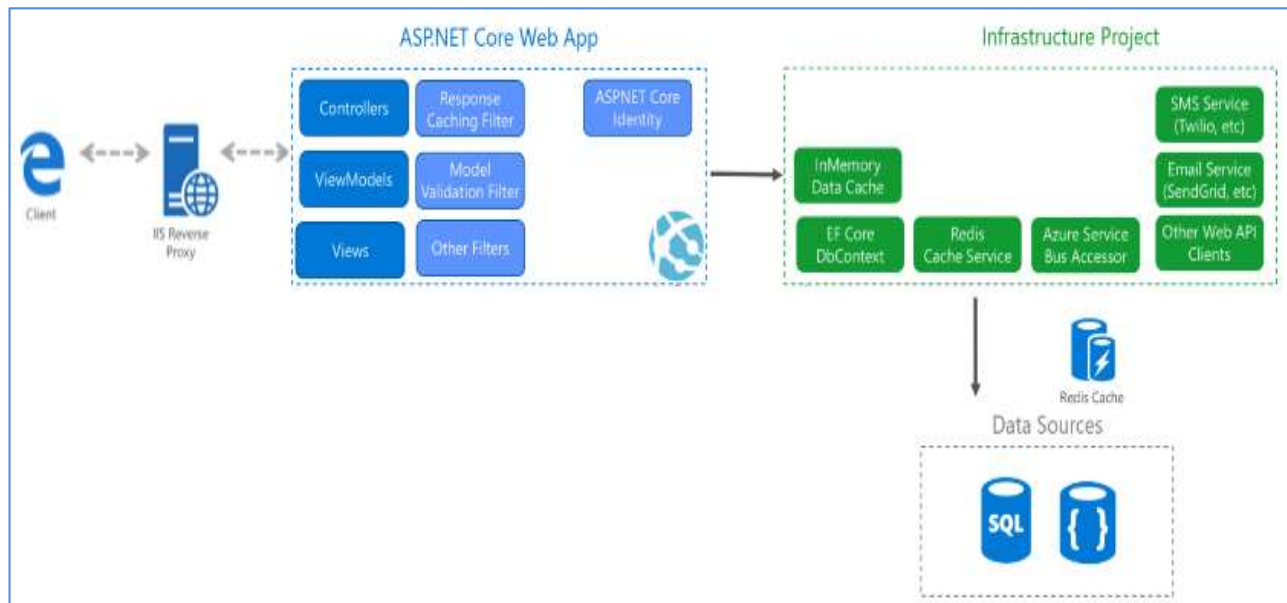 ASP.NET Core Web App
Infrastructure Project
Client
IIS Reverse
Proxy
Controllers
ViewModels
Views
Response
Caching Filter
Model
Validation Filter
Other Filters
ASP.NET Core
Identity
InMemory
Data Cache
EF Core
DbContext
Redis
Cache Service
Azure Service
Bus Accessor
SMS Service
(Twilio, etc)
Email Service
(SendGrid, etc)
Other Web API
Clients
Redis Cache
Data Sources
SQL
{ }